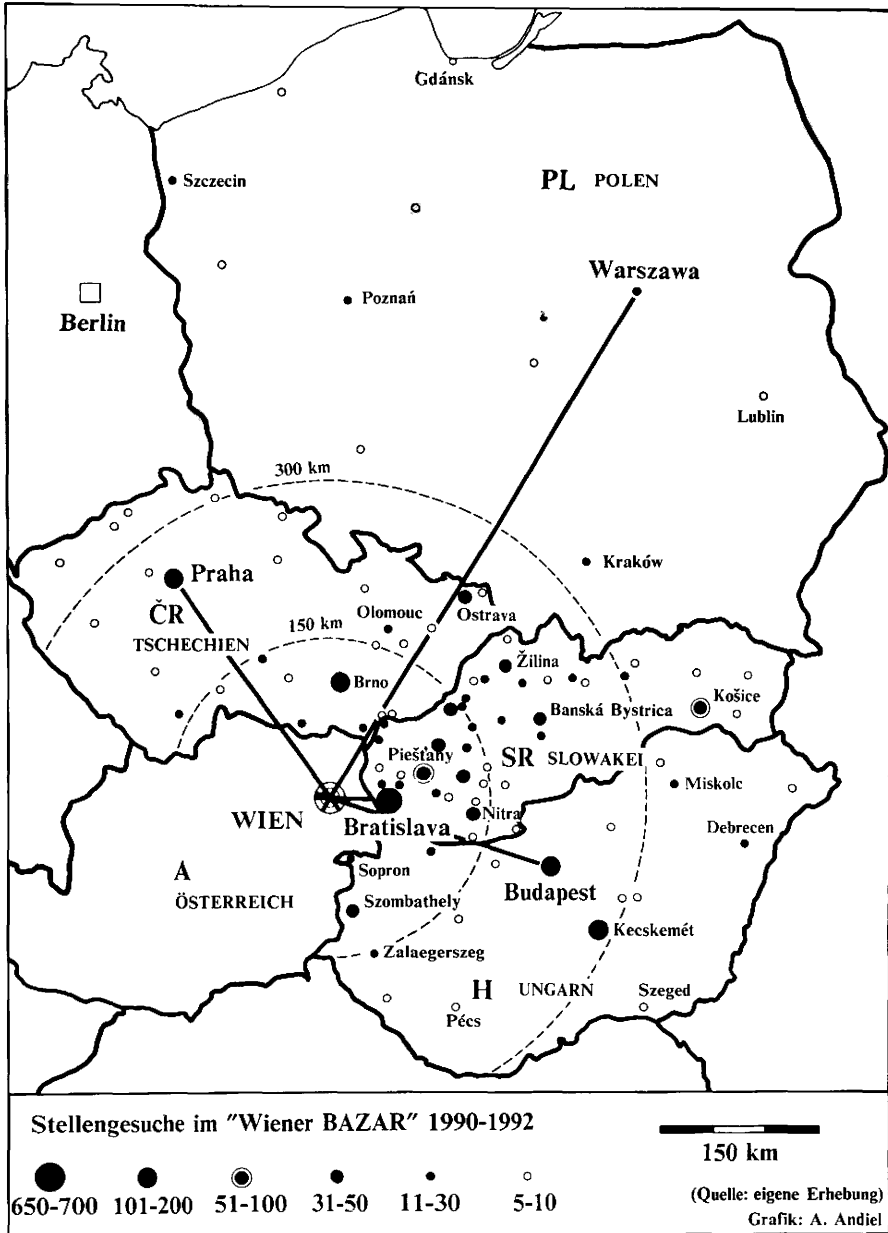 Gdánsk
Szczecin
PL POLEN
Warszawa
Poznań
Berlin
Lublin
300 km
Kraków
Praha
ČR
Olomouc
Ostrava
150 km
TSCHECHIEN
Žilina
Brno
Košice
Banská Bystrica
Piešťany
SR SLOWAKEI
Miskolc
WIEN
Bratislava
Nitra
Debrecen
Sopron
A
Budapest
ÖSTERREICH
Szombathely
Kecskemét
Zalaegerszeg
H UNGARN
Szeged
Pécs
Stellengesuche im "Wiener BAZAR" 1990-1992
150 km
650-700 101-200 51-100 31-50 11-30 5-10
(Quelle: eigene Erhebung)
Grafik: A. Andiel